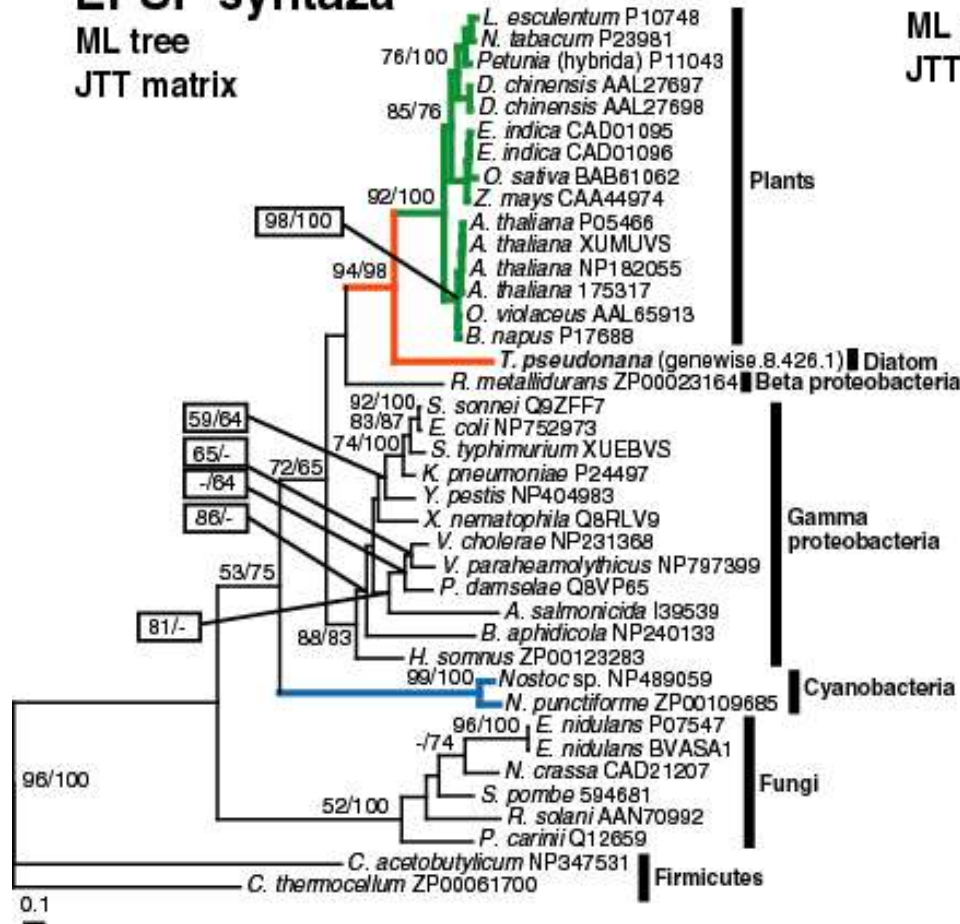 EPSP syntaza
ML tree
JTT matrix
ML
JTT
L. esculentum P10748
N. tabacum P23981
76/100
Petunia (hybrida) P11043
D. chinensis AAL27697
85/76
D. chinensis AAL27698
E. indica CAD01095
E. indica CAD01096
O. sativa BAB61062
Plants
92/100
Z. mays CAA44974
98/100
A. thaliana P05466
A. thaliana XUMUVS
94/98
A. thaliana NP182055
A. thaliana 175317
O. violaceus AAL65913
B. napus P17688
T. pseudonana (genewise.8.426.1)
Diatom
R. metallidurans ZP00023164
Beta proteobacteria
92/100
S. sonnei Q9ZFF7
59/64
83/87
E. coli NP752973
74/100
S. typhimurium XUEBVS
65/-
72/65
K. pneumoniae P24497
-/64
Y. pestis NP404983
86/-
X. nematophila Q8RLV9
Gamma
proteobacteria
V. cholerae NP231368
V. paraheamolythicus NP797399
53/75
P. damselae Q8VP65
A. salmonicida I39539
81/-
88/83
B. aphidicola NP240133
H. somnus ZP00123283
99/100
Nostoc sp. NP489059
Cyanobacteria
N. punctiforme ZP00109685
96/100
E. nidulans P07547
-/74
E. nidulans BVASA1
N. crassa CAD21207
Fungi
96/100
S. pombe 594681
52/100
R. solani AAN70992
P. carinii Q12659
C. acetobutylicum NP347531
Firmicutes
C. thermocellum ZP00061700
0.1